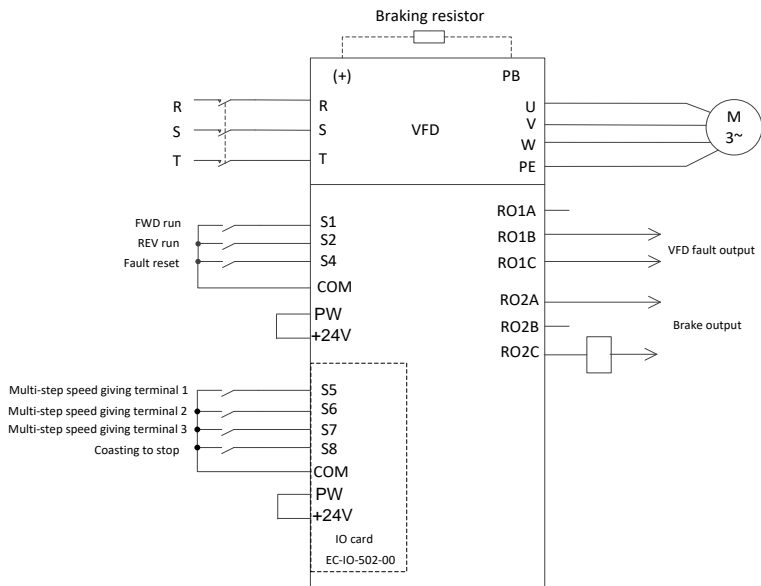 Braking resistor
(+)
PB
R
R
S
S
T
T
VFD
U
V
W
PE
M
3~
FWD run
S1
REV run
S2
Fault reset
S4
COM
PW
+24V
RO1A
RO1B
RO1C
VFD fault output
RO2A
RO2B
RO2C
Brake output
Multi-step speed giving terminal 1
S5
Multi-step speed giving terminal 2
S6
Multi-step speed giving terminal 3
S7
Coasting to stop
S8
COM
PW
+24V
IO card
EC-IO-502-00